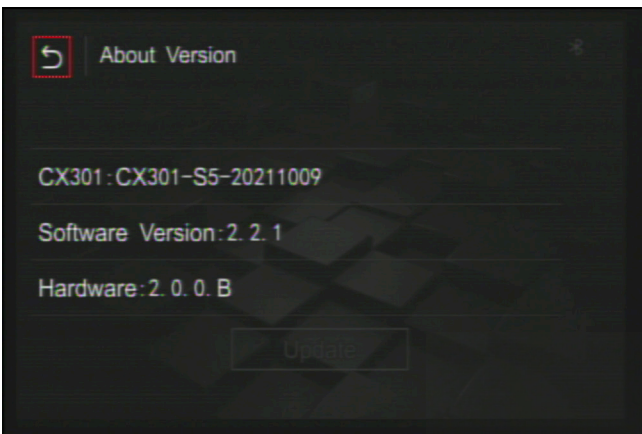 About Version
CX301:CX301-S5-20211009
Software Version:2.2.1
Hardware:2.0.0.B
Update